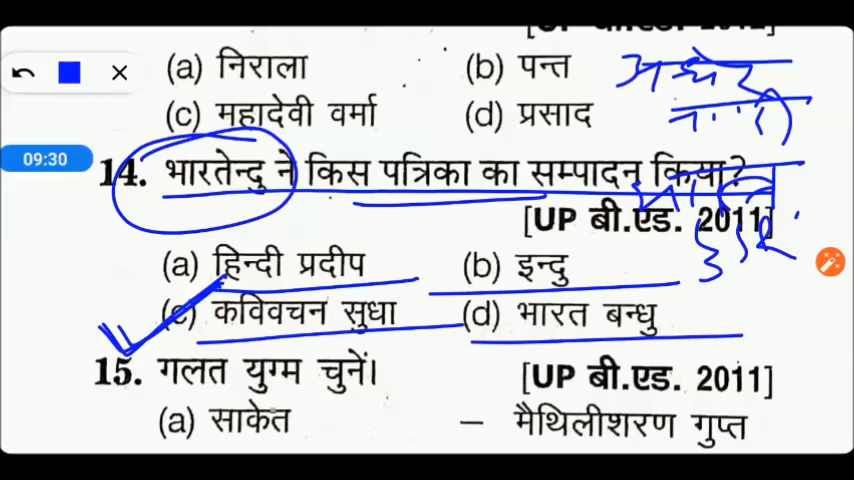 (a) निराला (b) पन्त
(c) महादेवी वर्मा (d) प्रसाद
09:30
14. भारतेन्दु ने किस पत्रिका का सम्पादन किया?
[UP बी.एड. 2011]
(a) हिन्दी प्रदीप (b) इन्दु
(c) कविवचन सुधा (d) भारत बन्धु
15. गलत युग्म चुनें। [UP बी.एड. 2011]
(a) साकेत – मैथिलीशरण गुप्त